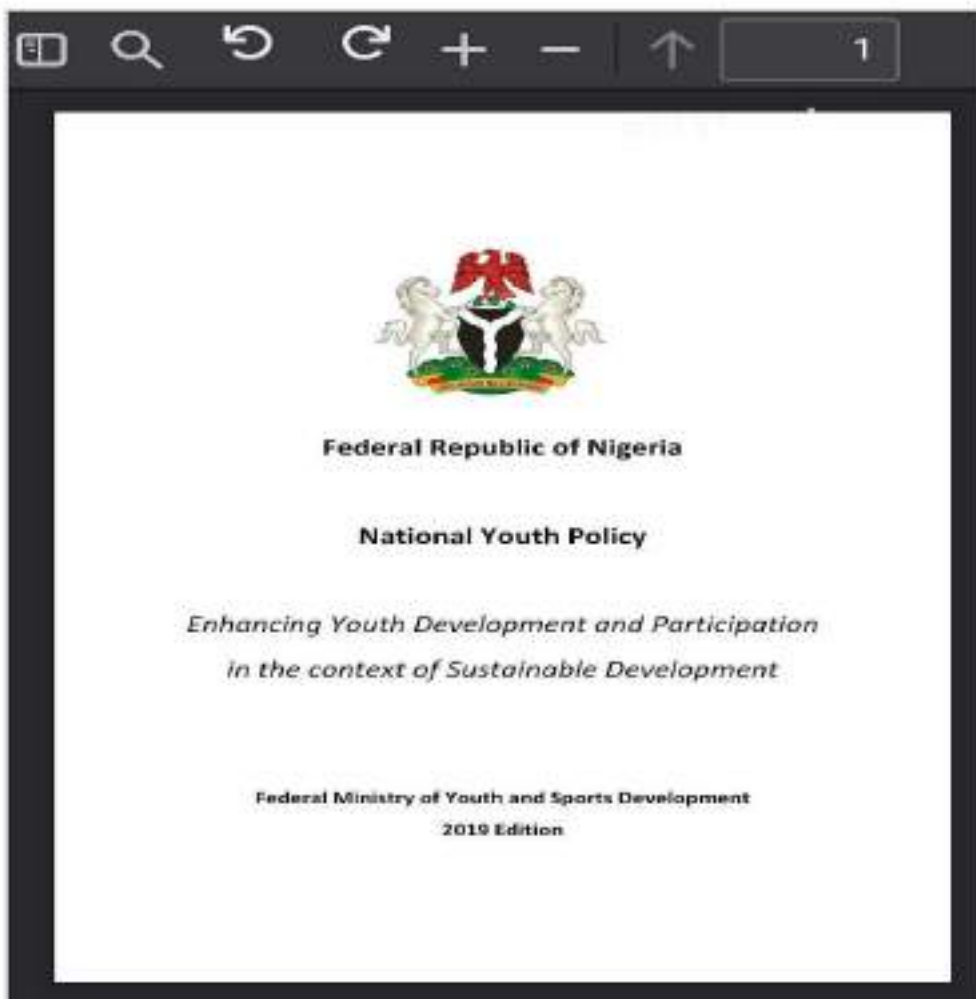 1
Federal Republic of Nigeria
National Youth Policy
Enhancing Youth Development and Participation
in the context of Sustainable Development
Federal Ministry of Youth and Sports Development
2019 Edition